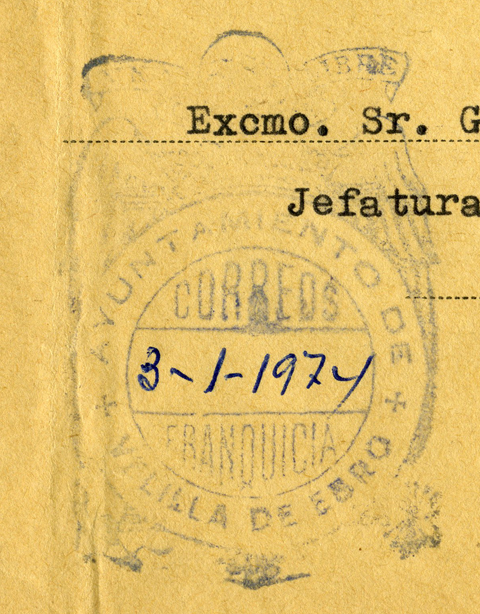 Excmo. Sr. G
Jefatura
AYUNTAMIENTO DE
CORREOS
3-1-1974
FRANQUICIA
VELILLA DE EBRO